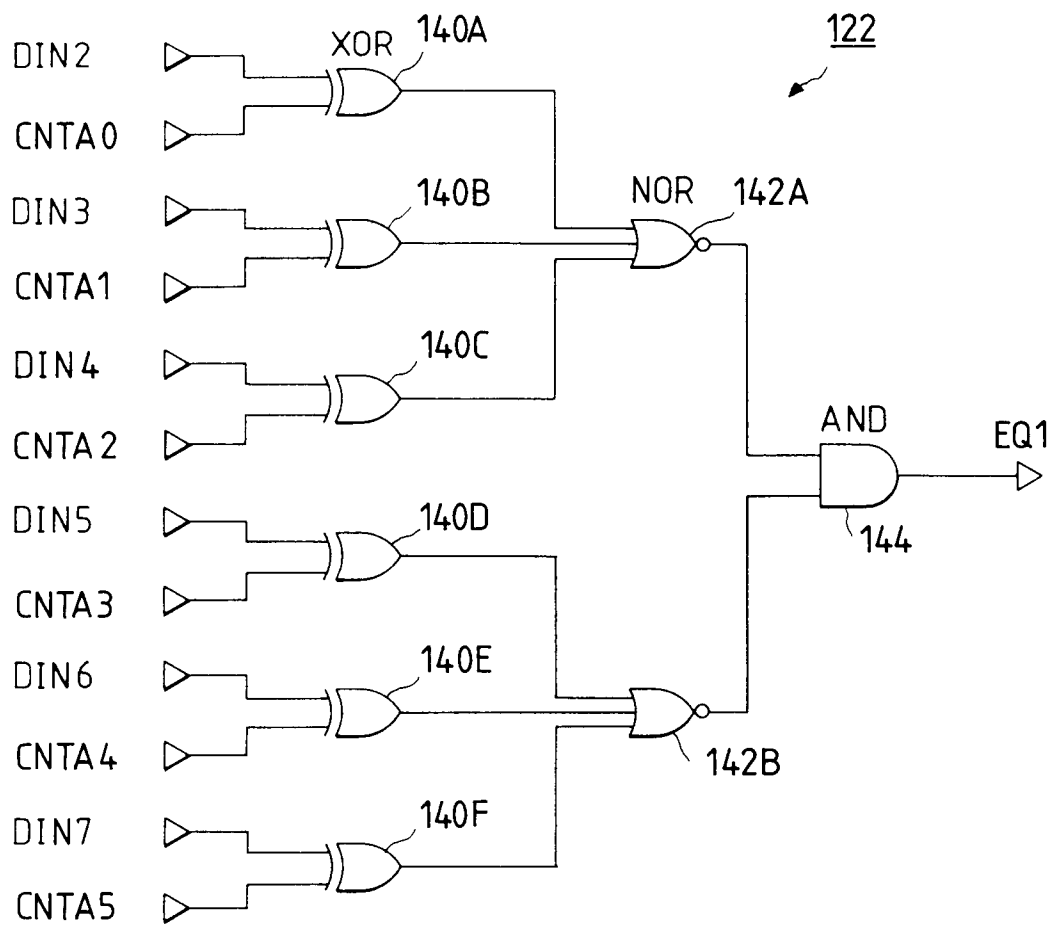 122
DIN2
XOR
140A
CNTA0
DIN3
140B
NOR
142A
CNTA1
DIN4
140C
CNTA2
AND
EQ1
DIN5
140D
144
CNTA3
DIN6
140E
CNTA4
142B
DIN7
140F
CNTA5